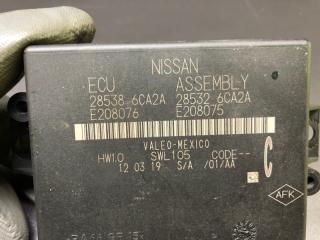 NISSAN
ECU ASSEMBLY
28538 6CA2A 28532 6CA2A
E208076 E208075
VALEO-MEXICO
HW1.0 SWL105 CODE--
12 03 19 - S/A /01/AA
C
AFK